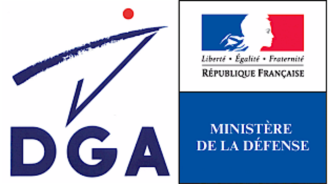 DGA
Liberté • Égalité • Fraternité
RÉPUBLIQUE FRANÇAISE
MINISTÈRE
DE LA DÉFENSE